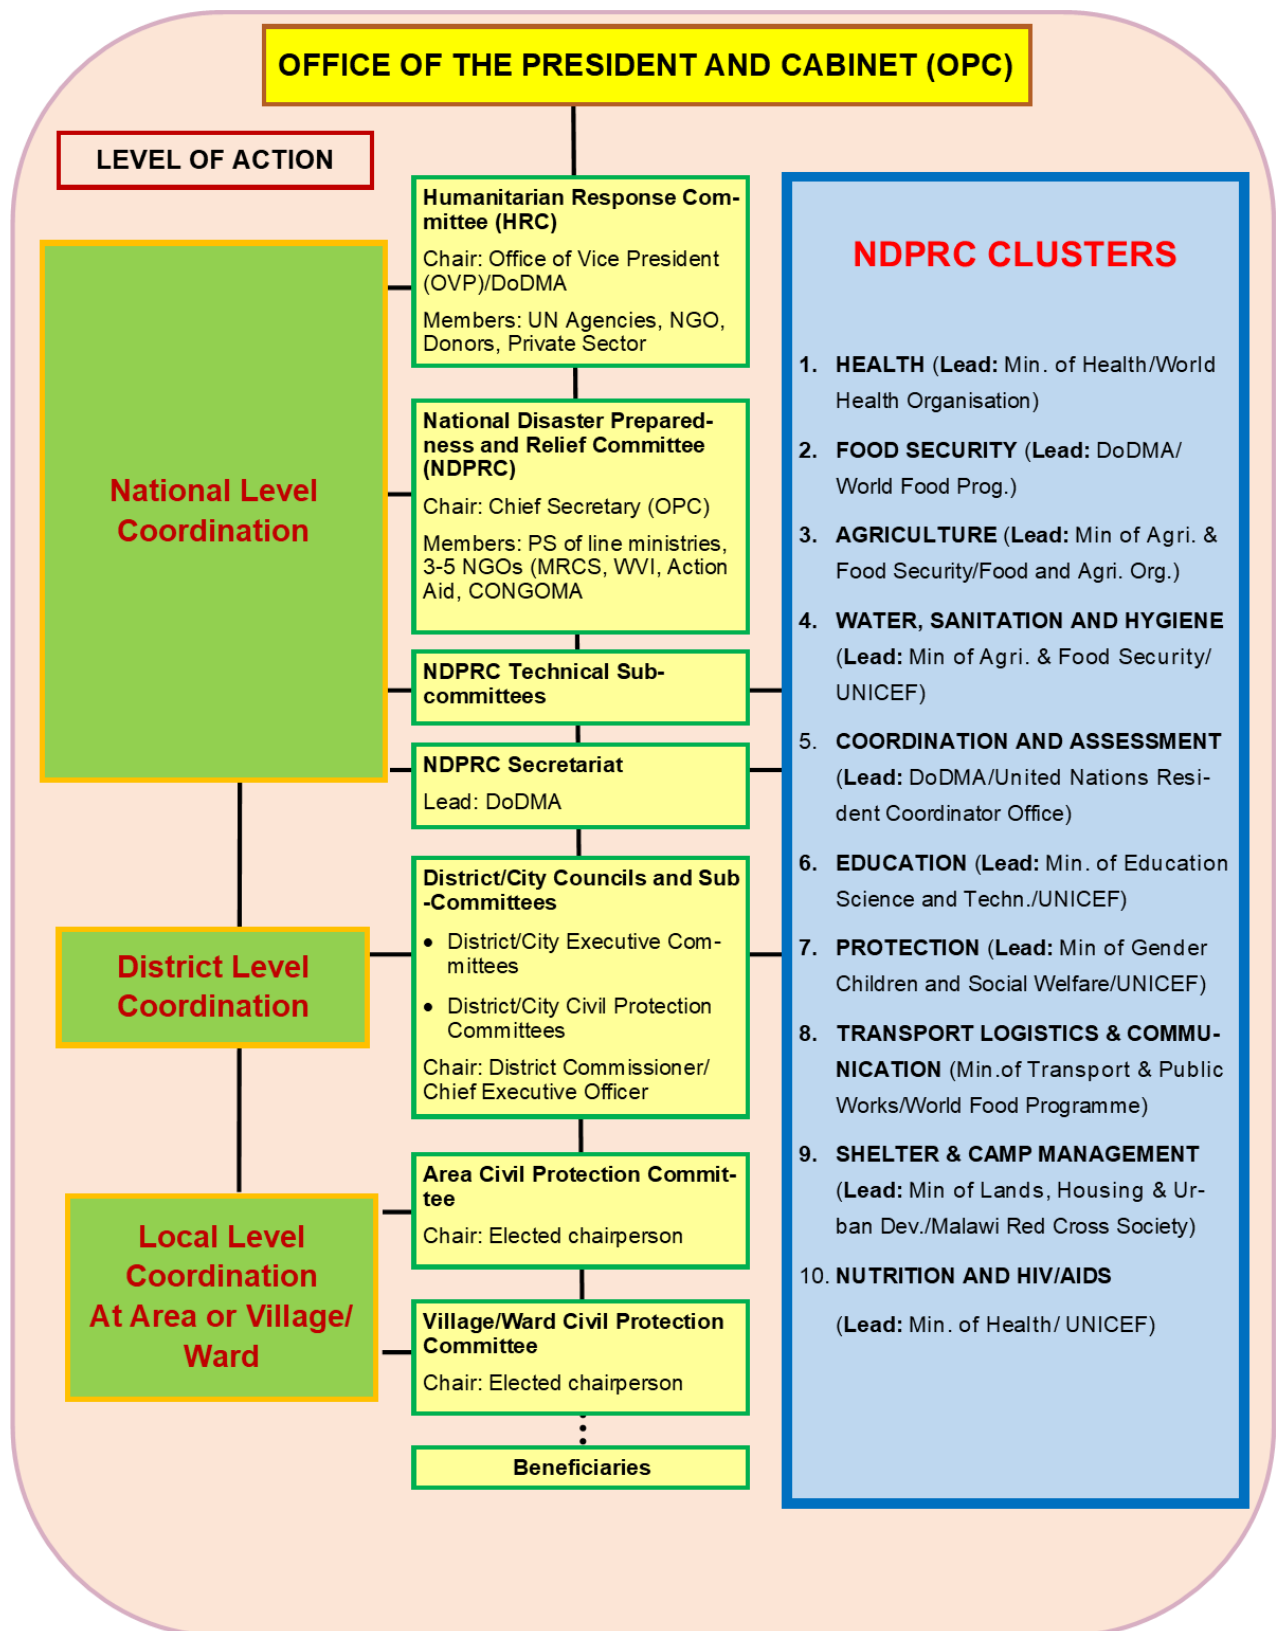 OFFICE OF THE PRESIDENT AND CABINET (OPC)
LEVEL OF ACTION
National Level
Coordination
District Level
Coordination
Local Level
Coordination
At Area or Village/
Ward
Humanitarian Response Com-
mittee (HRC)
Chair: Office of Vice President
(OVP)/DoDMA
Members: UN Agencies, NGO,
Donors, Private Sector
National Disaster Prepared-
ness and Relief Committee
(NDPRC)
Chair: Chief Secretary (OPC)
Members: PS of line ministries,
3-5 NGOs (MRCS, WVI, Action
Aid, CONGOMA
NDPRC Technical Sub-
committees
NDPRC Secretariat
Lead: DoDMA
District/City Councils and Sub
-Committees
• District/City Executive Com-
mittees
• District/City Civil Protection
Committees
Chair: District Commissioner/
Chief Executive Officer
Area Civil Protection Commit-
tee
Chair: Elected chairperson
Village/Ward Civil Protection
Committee
Chair: Elected chairperson
Beneficiaries
NDPRC CLUSTERS
1. HEALTH (Lead: Min. of Health/World
Health Organisation)
2. FOOD SECURITY (Lead: DoDMA/
World Food Prog.)
3. AGRICULTURE (Lead: Min of Agri. &
Food Security/Food and Agri. Org.)
4. WATER, SANITATION AND HYGIENE
(Lead: Min of Agri. & Food Security/
UNICEF)
5. COORDINATION AND ASSESSMENT
(Lead: DoDMA/United Nations Resi-
dent Coordinator Office)
6. EDUCATION (Lead: Min. of Education
Science and Techn./UNICEF)
7. PROTECTION (Lead: Min of Gender
Children and Social Welfare/UNICEF)
8. TRANSPORT LOGISTICS & COMMU-
NICATION (Min.of Transport & Public
Works/World Food Programme)
9. SHELTER & CAMP MANAGEMENT
(Lead: Min of Lands, Housing & Ur-
ban Dev./Malawi Red Cross Society)
10. NUTRITION AND HIV/AIDS
(Lead: Min. of Health/ UNICEF)